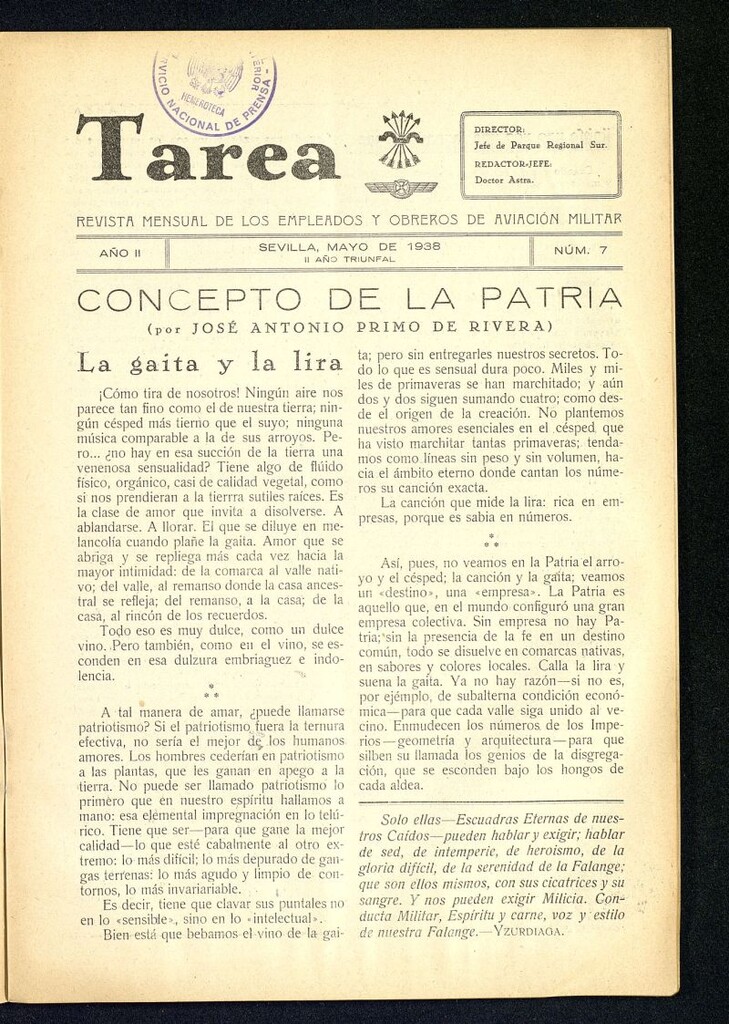 VICIO NACIONAL DE PRENSA
ERIOR
HEMEROTECA
Tarea
DIRECTOR:
Jefe de Parque Regional Sur.
REDACTOR-JEFE:
Doctor Astra.
REVISTA MENSUAL DE LOS EMPLEADOS Y OBREROS DE AVIACIÓN MILITAR
AÑO II
SEVILLA, MAYO DE 1938
II AÑO TRIUNFAL
NÚM. 7
CONCEPTO DE LA PATRIA
(por JOSÉ ANTONIO PRIMO DE RIVERA)
La gaita y la lira
¡Cómo tira de nosotros! Ningún aire nos
parece tan fino como el de nuestra tierra; nin-
gún césped más tierno que el suyo; ninguna
música comparable a la de sus arroyos. Pe-
ro... ¿no hay en esa succión de la tierra una
venenosa sensualidad? Tiene algo de flúido
físico, orgánico, casi de calidad vegetal, como
si nos prendieran a la tierrra sutiles raíces. Es
la clase de amor que invita a disolverse. A
ablandarse. A llorar. El que se diluye en me-
lancolía cuando plañe la gaita. Amor que se
abriga y se repliega más cada vez hacia la
mayor intimidad: de la comarca al valle nati-
vo; del valle, al remanso donde la casa ances-
tral se refleja; del remanso, a la casa; de la
casa, al rincón de los recuerdos.
Todo eso es muy dulce, como un dulce
vino. Pero también, como en el vino, se es-
conden en esa dulzura embriaguez e indo-
lencia.
* * *
A tal manera de amar, ¿puede llamarse
patriotismo? Si el patriotismo fuera la ternura
efectiva, no sería el mejor de los humanos
amores. Los hombres cederían en patriotismo
a las plantas, que les ganan en apego a la
tierra. No puede ser llamado patriotismo lo
primero que en nuestro espíritu hallamos a
mano: esa elemental impregnación en lo telú-
rico. Tiene que ser—para que gane la mejor
calidad—lo que esté cabalmente al otro ex-
tremo: lo más difícil; lo más depurado de gan-
gas terrenas: lo más agudo y limpio de con-
tornos, lo más invariariable.
Es decir, tiene que clavar sus puntales no
en lo «sensible», sino en lo «intelectual».
Bien está que bebamos el vino de la gai-
ta; pero sin entregarles nuestros secretos. To-
do lo que es sensual dura poco. Miles y mi-
les de primaveras se han marchitado; y aún
dos y dos siguen sumando cuatro; como des-
de el origen de la creación. No plantemos
nuestros amores esenciales en el césped que
ha visto marchitar tantas primaveras; tenda-
mos como líneas sin peso y sin volumen, ha-
cia el ámbito eterno donde cantan los núme-
ros su canción exacta.
La canción que mide la lira: rica en em-
presas, porque es sabia en números.
* * *
Así, pues, no veamos en la Patria el arro-
yo y el césped; la canción y la gaita; veamos
un «destino», una «empresa». La Patria es
aquello que, en el mundo configuró una gran
empresa colectiva. Sin empresa no hay Pa-
tria; sin la presencia de la fe en un destino
común, todo se disuelve en comarcas nativas,
en sabores y colores locales. Calla la lira y
suena la gaita. Ya no hay razón—si no es,
por ejémplo, de subalterna condición econó-
mica—para que cada valle siga unido al ve-
cino. Enmudecen los números de los Impe-
rios—geometría y arquitectura—para que
silben su llamada los genios de la disgrega-
ción, que se esconden bajo los hongos de
cada aldea.
Solo ellas—Escuadras Eternas de nues-
tros Caídos—pueden hablar y exigir; hablar
de sed, de intemperie, de heroismo, de la
gloria difícil, de la serenidad de la Falange;
que son ellos mismos, con sus cicatrices y su
sangre. Y nos pueden exigir Milicia. Con-
ducta Militar, Espíritu y carne, voz y estilo
de nuestra Falange.—YZURDIAGA.